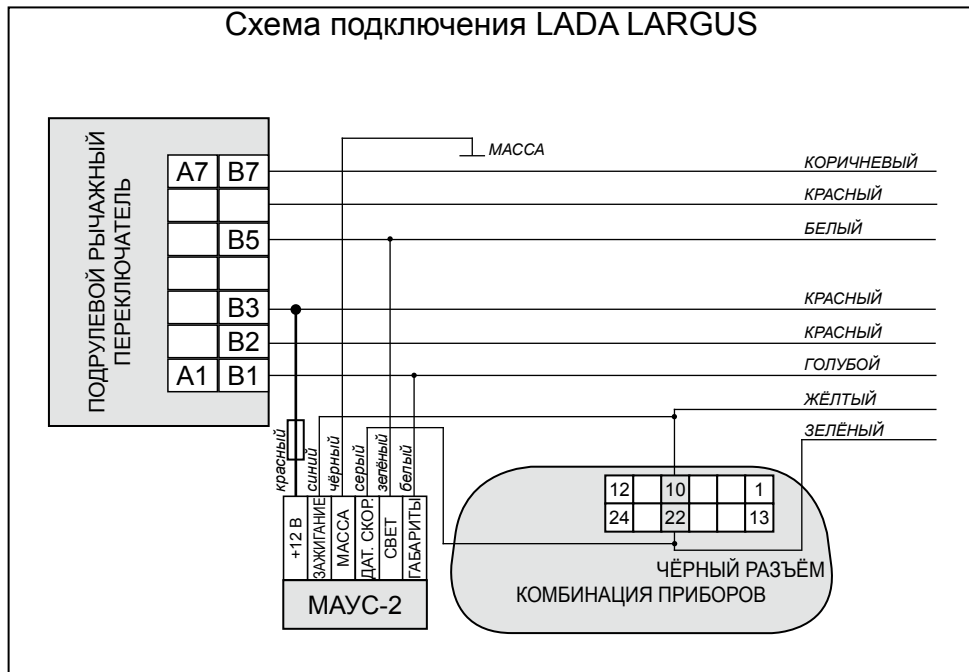 Схема подключения LADA LARGUS
ПОДРУЛЕВОЙ РЫЧАЖНЫЙ
ПЕРЕКЛЮЧАТЕЛЬ
A7 B7
B5
B3
B2
A1 B1
МАССА
КОРИЧНЕВЫЙ
КРАСНЫЙ
БЕЛЫЙ
КРАСНЫЙ
КРАСНЫЙ
ГОЛУБОЙ
ЖЁЛТЫЙ
ЗЕЛЁНЫЙ
красный
синий
чёрный
серый
зелёный
белый
+12 В
ЗАЖИГАНИЕ
МАССА
ДАТ. СКОР.
СВЕТ
ГАБАРИТЫ
МАУС-2
12 10 1
24 22 13
ЧЁРНЫЙ РАЗЪЁМ
КОМБИНАЦИЯ ПРИБОРОВ